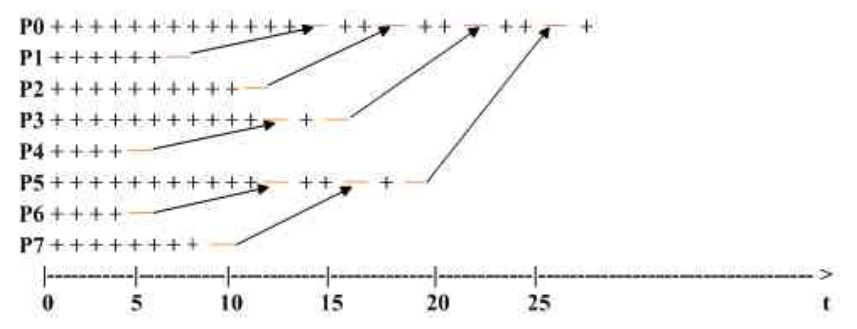 P0 + + + + + + + + + + + + + — + + — + + — + + — +
P1 + + + + + + —
P2 + + + + + + + + + + —
P3 + + + + + + + + + + + — + —
P4 + + + + —
P5 + + + + + + + + + + + — + + — + —
P6 + + + + —
P7 + + + + + + + + —
|----------|----------|----------|----------|----------|------------------------------>
0 5 10 15 20 25 t